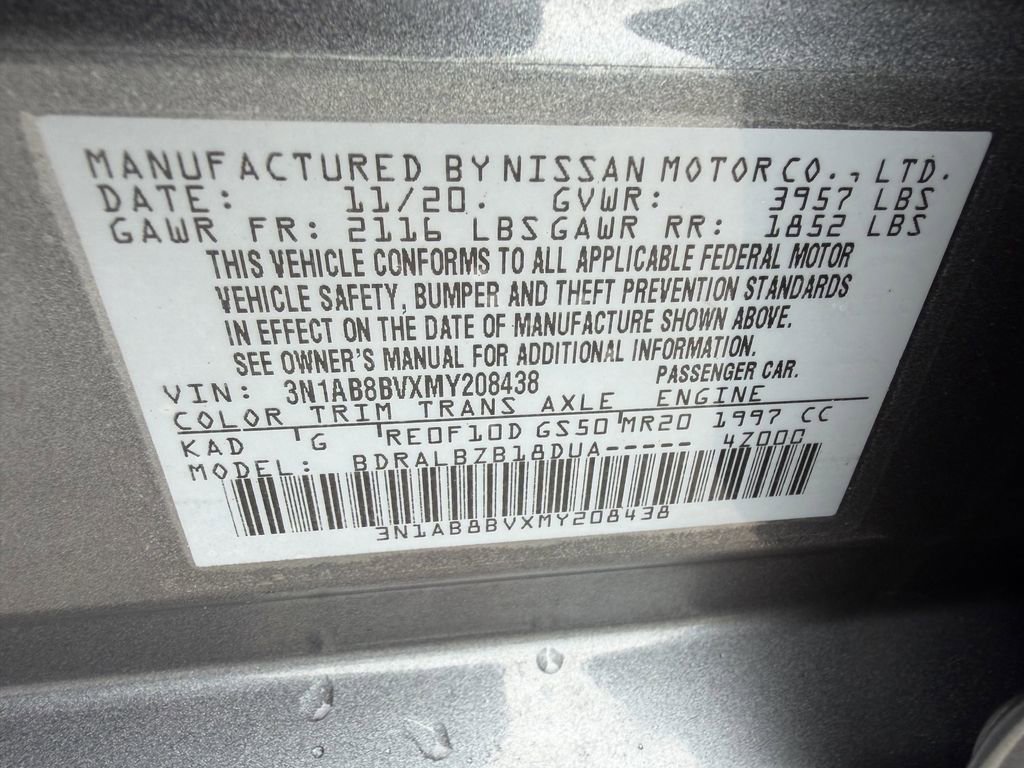 MANUFACTURED BY NISSAN MOTOR CO., LTD.
DATE: 11/20. GVWR: 3957 LBS
GAWR FR: 2116 LBS GAWR RR: 1852 LBS
THIS VEHICLE CONFORMS TO ALL APPLICABLE FEDERAL MOTOR
VEHICLE SAFETY, BUMPER AND THEFT PREVENTION STANDARDS
IN EFFECT ON THE DATE OF MANUFACTURE SHOWN ABOVE.
SEE OWNER'S MANUAL FOR ADDITIONAL INFORMATION.
VIN: 3N1AB8BVXMY208438 PASSENGER CAR.
COLOR TRIM TRANS AXLE ENGINE
KAD G RE0F10D GS50 MR20 1997 CC
MODEL: BDRALBZB18DUA----- 4Z000
3N1AB8BVXMY208438